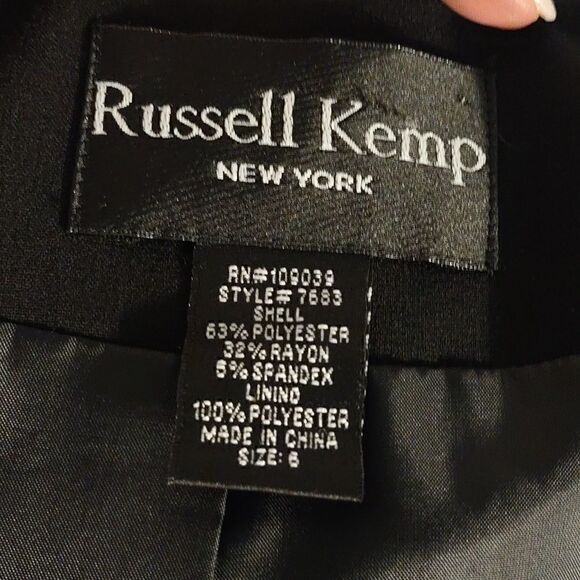 Russell Kemp
NEW YORK
RN#109039
STYLE# 7683
SHELL
63% POLYESTER
32% RAYON
5% SPANDEX
LINING
100% POLYESTER
MADE IN CHINA
SIZE: 6